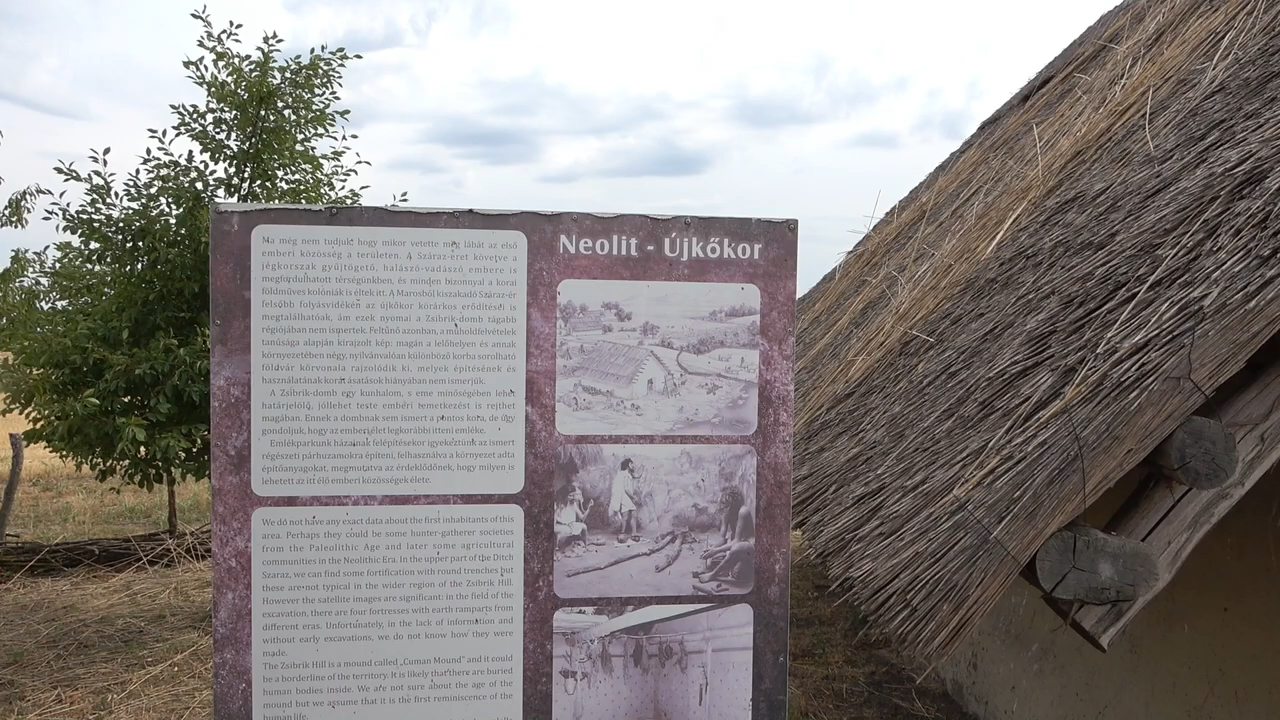 Neolit - Újkőkor
Ma még nem tudjuk, hogy mikor vetette meg lábát az első
emberi közösség a területen. A Száraz-eret követve a
jégkorszak gyűjtögető, halászó-vadászó embere is
megfordulhatott térségünkben, és minden bizonnyal a korai
földműves kolóniák is éltek itt. A Marosból kiszakadó Száraz-ér
felsőbb folyásvidékén az újkőkor körárkos erődítései is
megtalálhatóak, ám ezek nyomai a Zsibrik-domb tágabb
régiójában nem ismertek. Feltűnő azonban, a műholdfelvételek
tanúsága alapján kirajzolt kép: magán a lelőhelyen és annak
környezetében négy, nyilvánvalóan különböző korba sorolható
földvár körvonala rajzolódik ki, melyek építésének és
használatának korát ásatások hiányában nem ismerjük.
A Zsibrik-domb egy kunhalom, s eme minőségében lehet
határjelölő, jóllehet teste emberi temetkezést is rejthet
magában. Ennek a dombnak sem ismert a pontos kora, de úgy
gondoljuk, hogy az emberi élet legkorábbi itteni emléke.
Emlékparkunk házainak felépítésekor igyekeztünk az ismert
régészeti párhuzamokra építeni, felhasználva a környezet adta
építőanyagokat, megmutatva az érdeklődőnek, hogy milyen is
lehetett az itt élő emberi közösségek élete.
We do not have any exact data about the first inhabitants of this
area. Perhaps they could be some hunter-gatherer societies
from the Paleolithic Age and later some agricultural
communities in the Neolithic Era. In the upper part of the Ditch
Szaraz, we can find some fortification with round trenches but
these are not typical in the wider region of the Zsibrik Hill.
However the satellite images are significant: in the field of the
excavation, there are four fortresses with earth ramparts from
different eras. Unfortunately, in the lack of information and
without early excavations, we do not know how they were
made.
The Zsibrik Hill is a mound called „Cuman Mound" and it could
be a borderline of the territory. It is likely that there are buried
human bodies inside. We are not sure about the age of the
mound but we assume that it is the first reminiscence of the
human life.